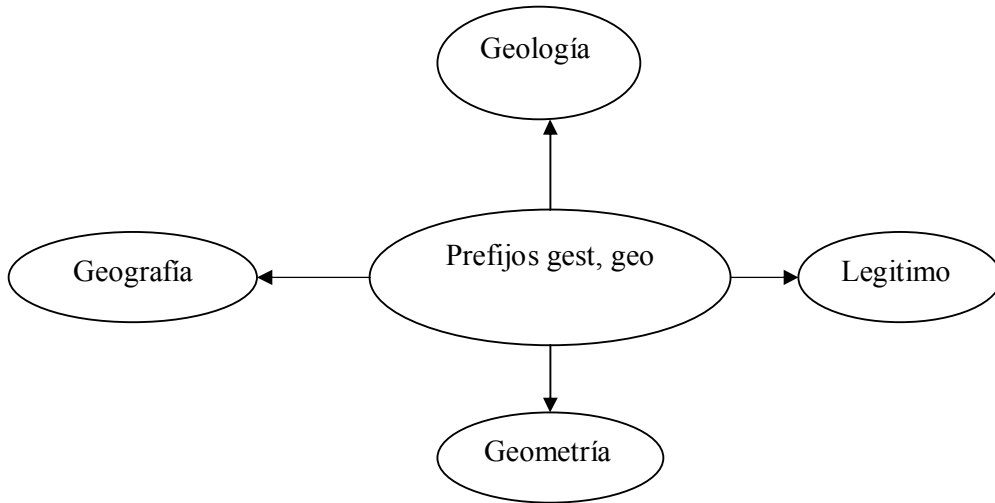 Geología
Prefijos gest, geo
Geografía
Legitimo
Geometría